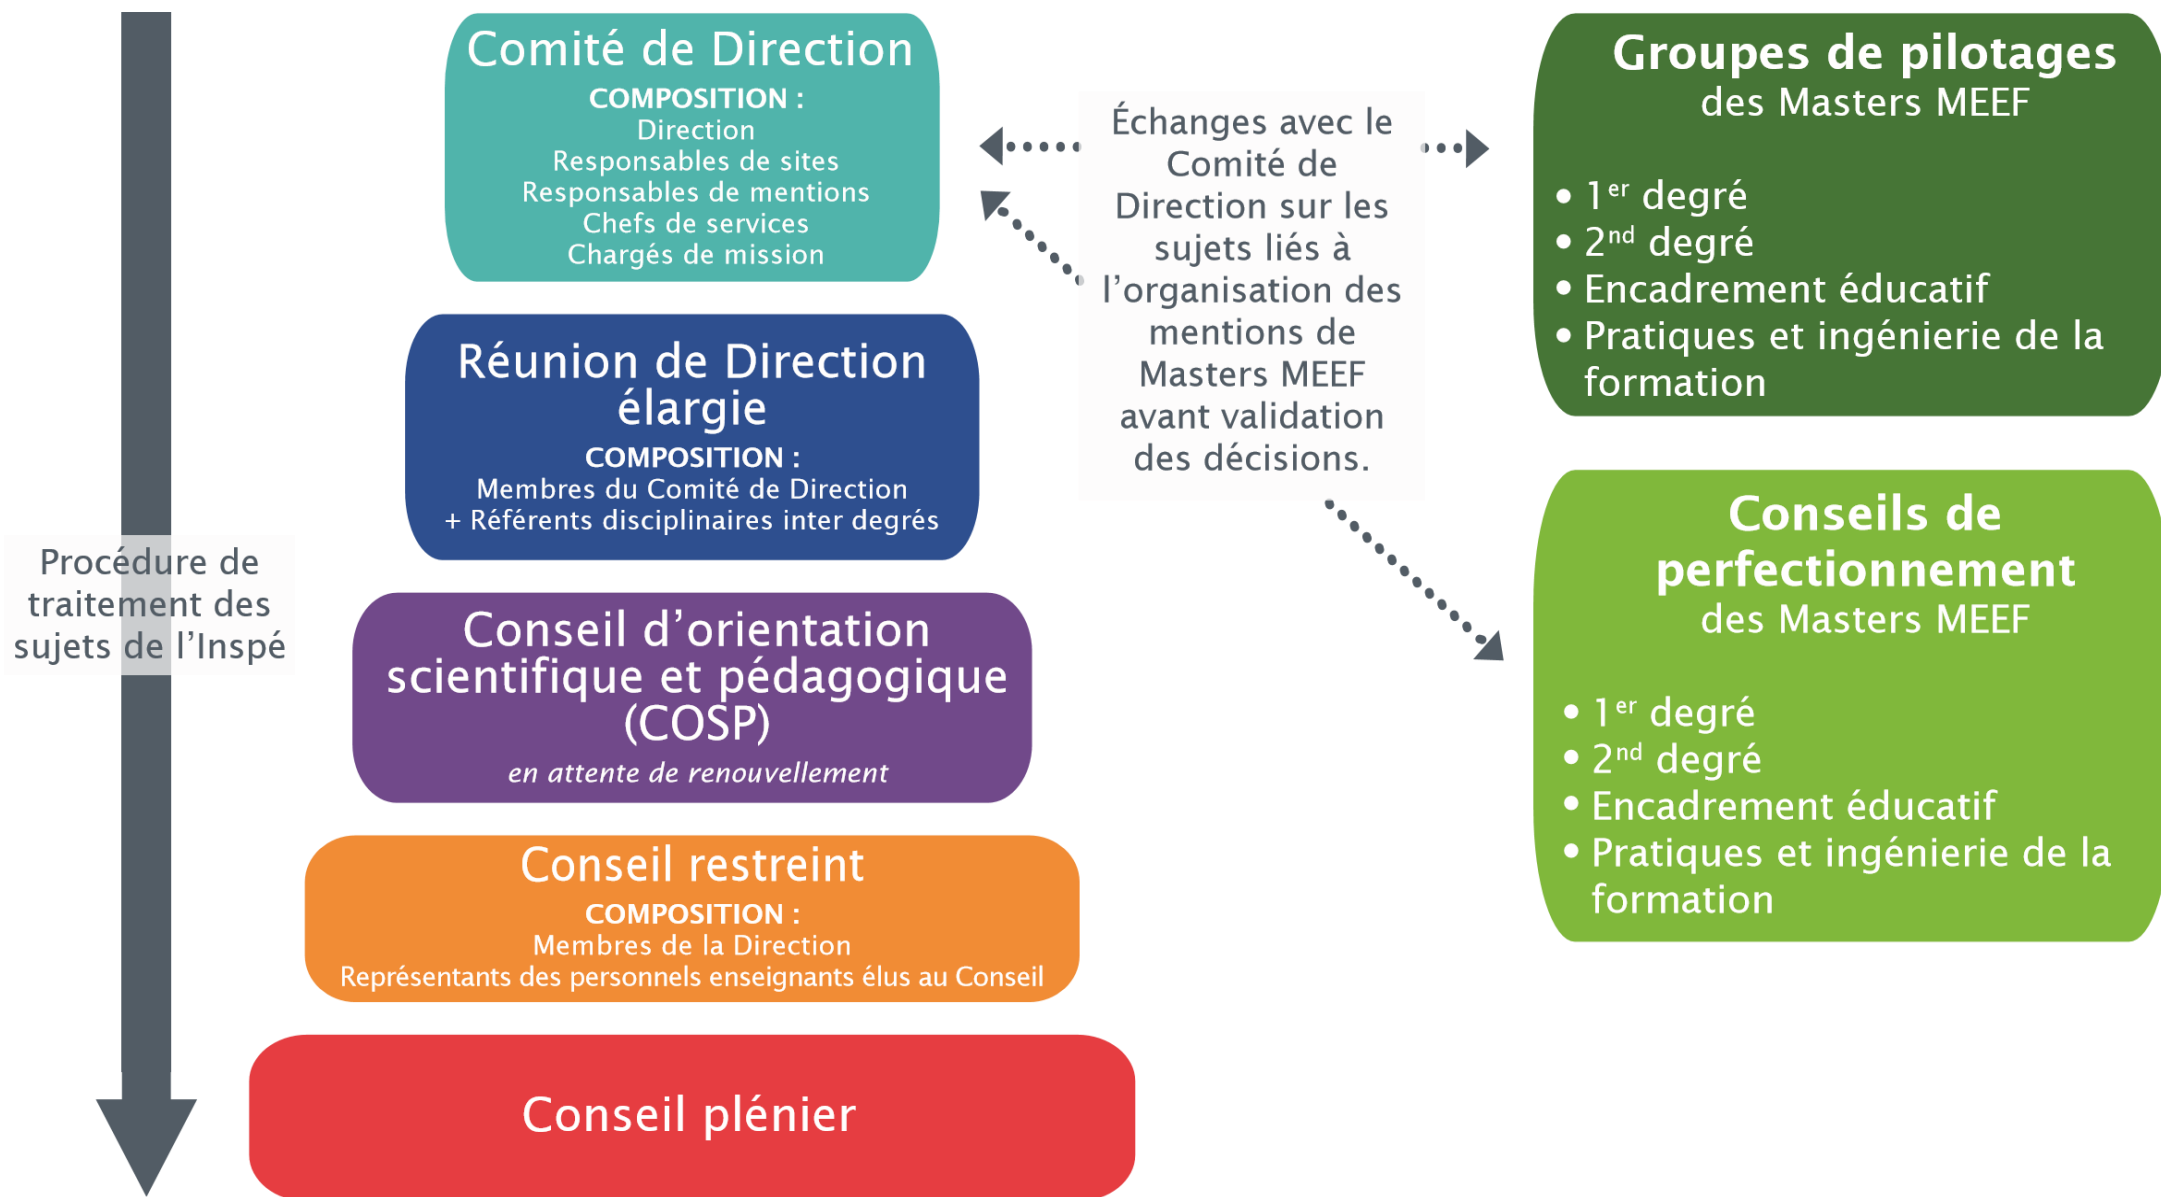 Comité de Direction
COMPOSITION :
Direction
Responsables de sites
Responsables de mentions
Chefs de services
Chargés de mission
Réunion de Direction
élargie
COMPOSITION :
Membres du Comité de Direction
+ Référents disciplinaires inter degrés
Conseil d’orientation
scientifique et pédagogique
(COSP)
en attente de renouvellement
Conseil restreint
COMPOSITION :
Membres de la Direction
Représentants des personnels enseignants élus au Conseil
Conseil plénier
Procédure de
traitement des
sujets de l’Inspé
Échanges avec le
Comité de
Direction sur les
sujets liés à
l’organisation des
mentions de
Masters MEEF
avant validation
des décisions.
Groupes de pilotages
des Masters MEEF
• 1er degré
• 2nd degré
• Encadrement éducatif
• Pratiques et ingénierie de la
formation
Conseils de
perfectionnement
des Masters MEEF
• 1er degré
• 2nd degré
• Encadrement éducatif
• Pratiques et ingénierie de la
formation